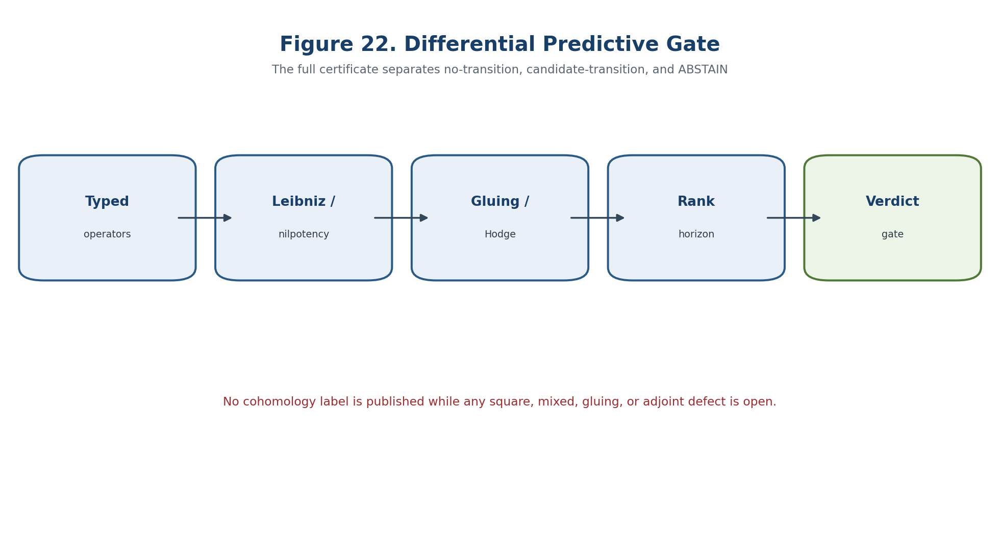 Figure 22. Differential Predictive Gate
The full certificate separates no-transition, candidate-transition, and ABSTAIN
Typed
operators
Leibniz /
nilpotency
Gluing /
Hodge
Rank
horizon
Verdict
gate
No cohomology label is published while any square, mixed, gluing, or adjoint defect is open.